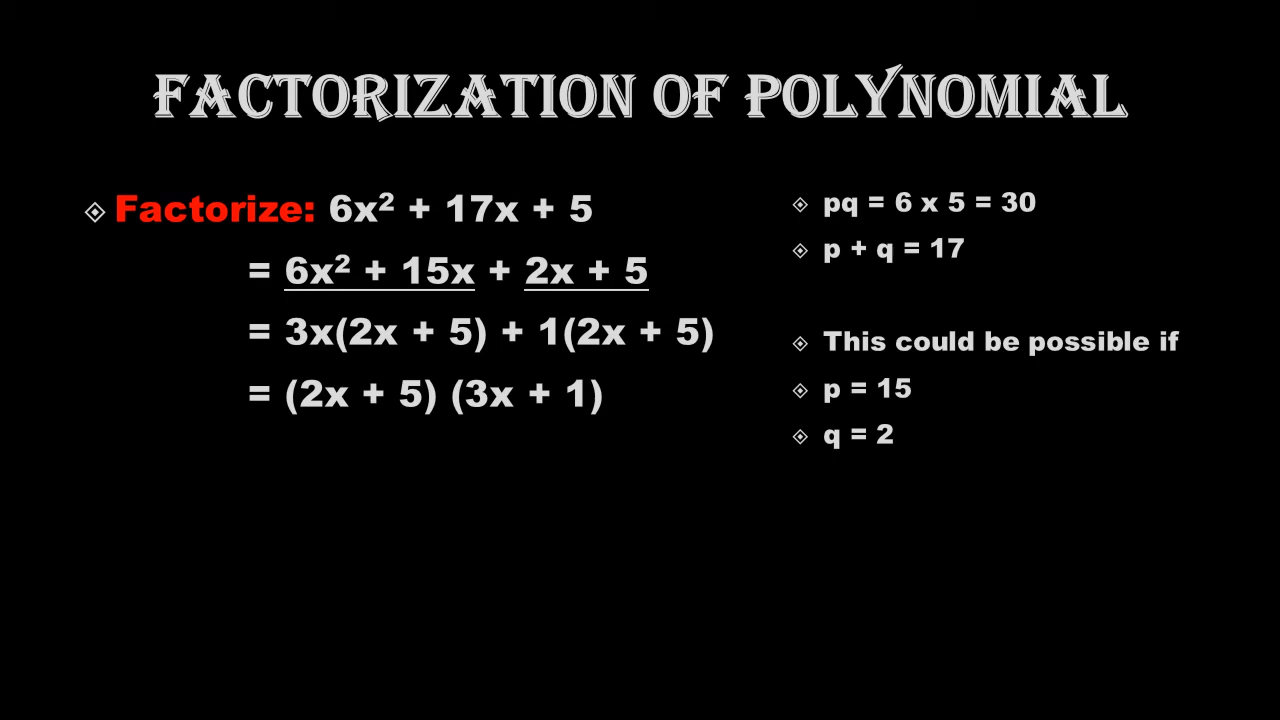 FACTORIZATION OF POLYNOMIAL
Factorize: 6x² + 17x + 5
= 6x² + 15x + 2x + 5
= 3x(2x + 5) + 1(2x + 5)
= (2x + 5) (3x + 1)
pq = 6 x 5 = 30
p + q = 17
This could be possible if
p = 15
q = 2